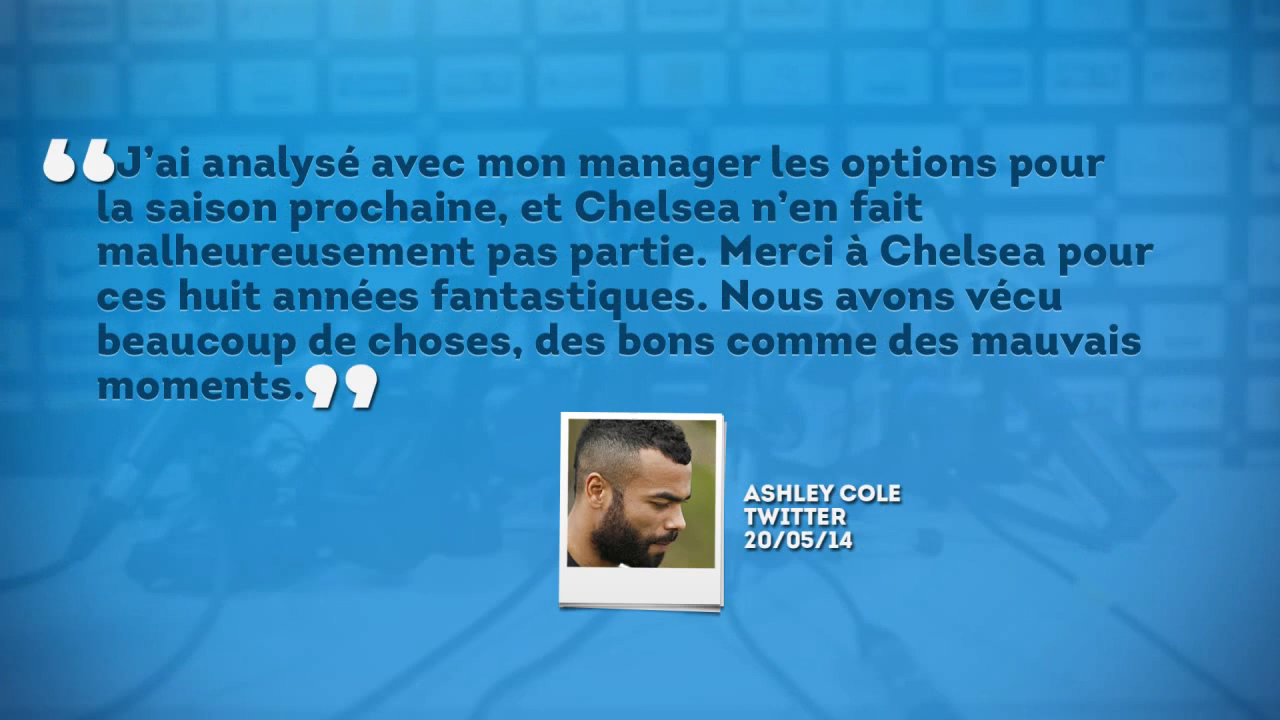 “J’ai analysé avec mon manager les options pour
la saison prochaine, et Chelsea n’en fait
malheureusement pas partie. Merci à Chelsea pour
ces huit années fantastiques. Nous avons vécu
beaucoup de choses, des bons comme des mauvais
moments.”
ASHLEY COLE
TWITTER
20/05/14